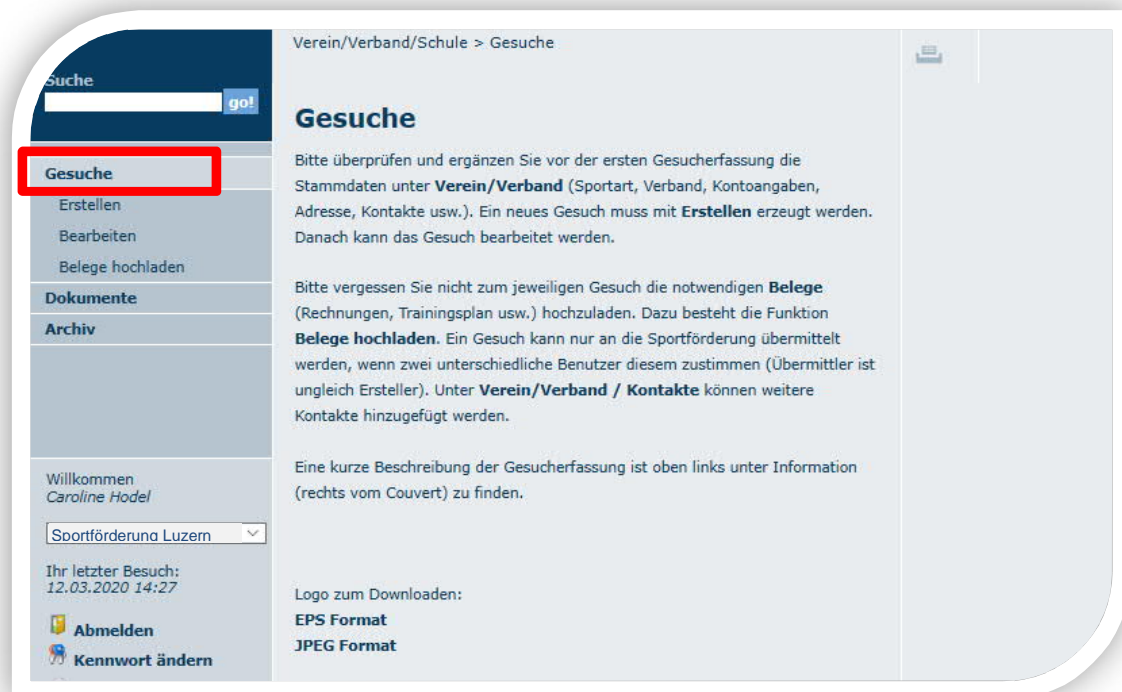 Suche
go!
Gesuche
Erstellen
Bearbeiten
Belege hochladen
Dokumente
Archiv
Willkommen
Caroline Hodel
Sportförderung Luzern
Ihr letzter Besuch:
12.03.2020 14:27
Abmelden
Kennwort ändern
Verein/Verband/Schule > Gesuche
Gesuche
Bitte überprüfen und ergänzen Sie vor der ersten Gesucherfassung die
Stammdaten unter Verein/Verband (Sportart, Verband, Kontoangaben,
Adresse, Kontakte usw.). Ein neues Gesuch muss mit Erstellen erzeugt werden.
Danach kann das Gesuch bearbeitet werden.
Bitte vergessen Sie nicht zum jeweiligen Gesuch die notwendigen Belege
(Rechnungen, Trainingsplan usw.) hochzuladen. Dazu besteht die Funktion
Belege hochladen. Ein Gesuch kann nur an die Sportförderung übermittelt
werden, wenn zwei unterschiedliche Benutzer diesem zustimmen (Übermittler ist
ungleich Ersteller). Unter Verein/Verband / Kontakte können weitere
Kontakte hinzugefügt werden.
Eine kurze Beschreibung der Gesucherfassung ist oben links unter Information
(rechts vom Couvert) zu finden.
Logo zum Downloaden:
EPS Format
JPEG Format